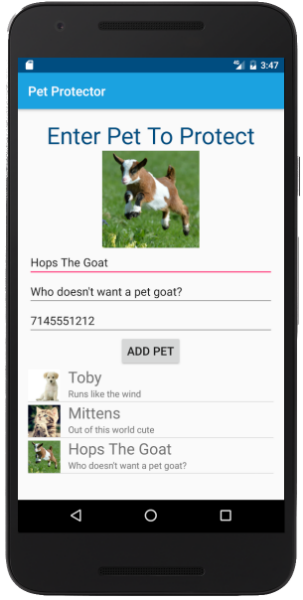 3:47
Pet Protector
Enter Pet To Protect
Hops The Goat
Who doesn't want a pet goat?
7145551212
ADD PET
Toby
Runs like the wind
Mittens
Out of this world cute
Hops The Goat
Who doesn't want a pet goat?